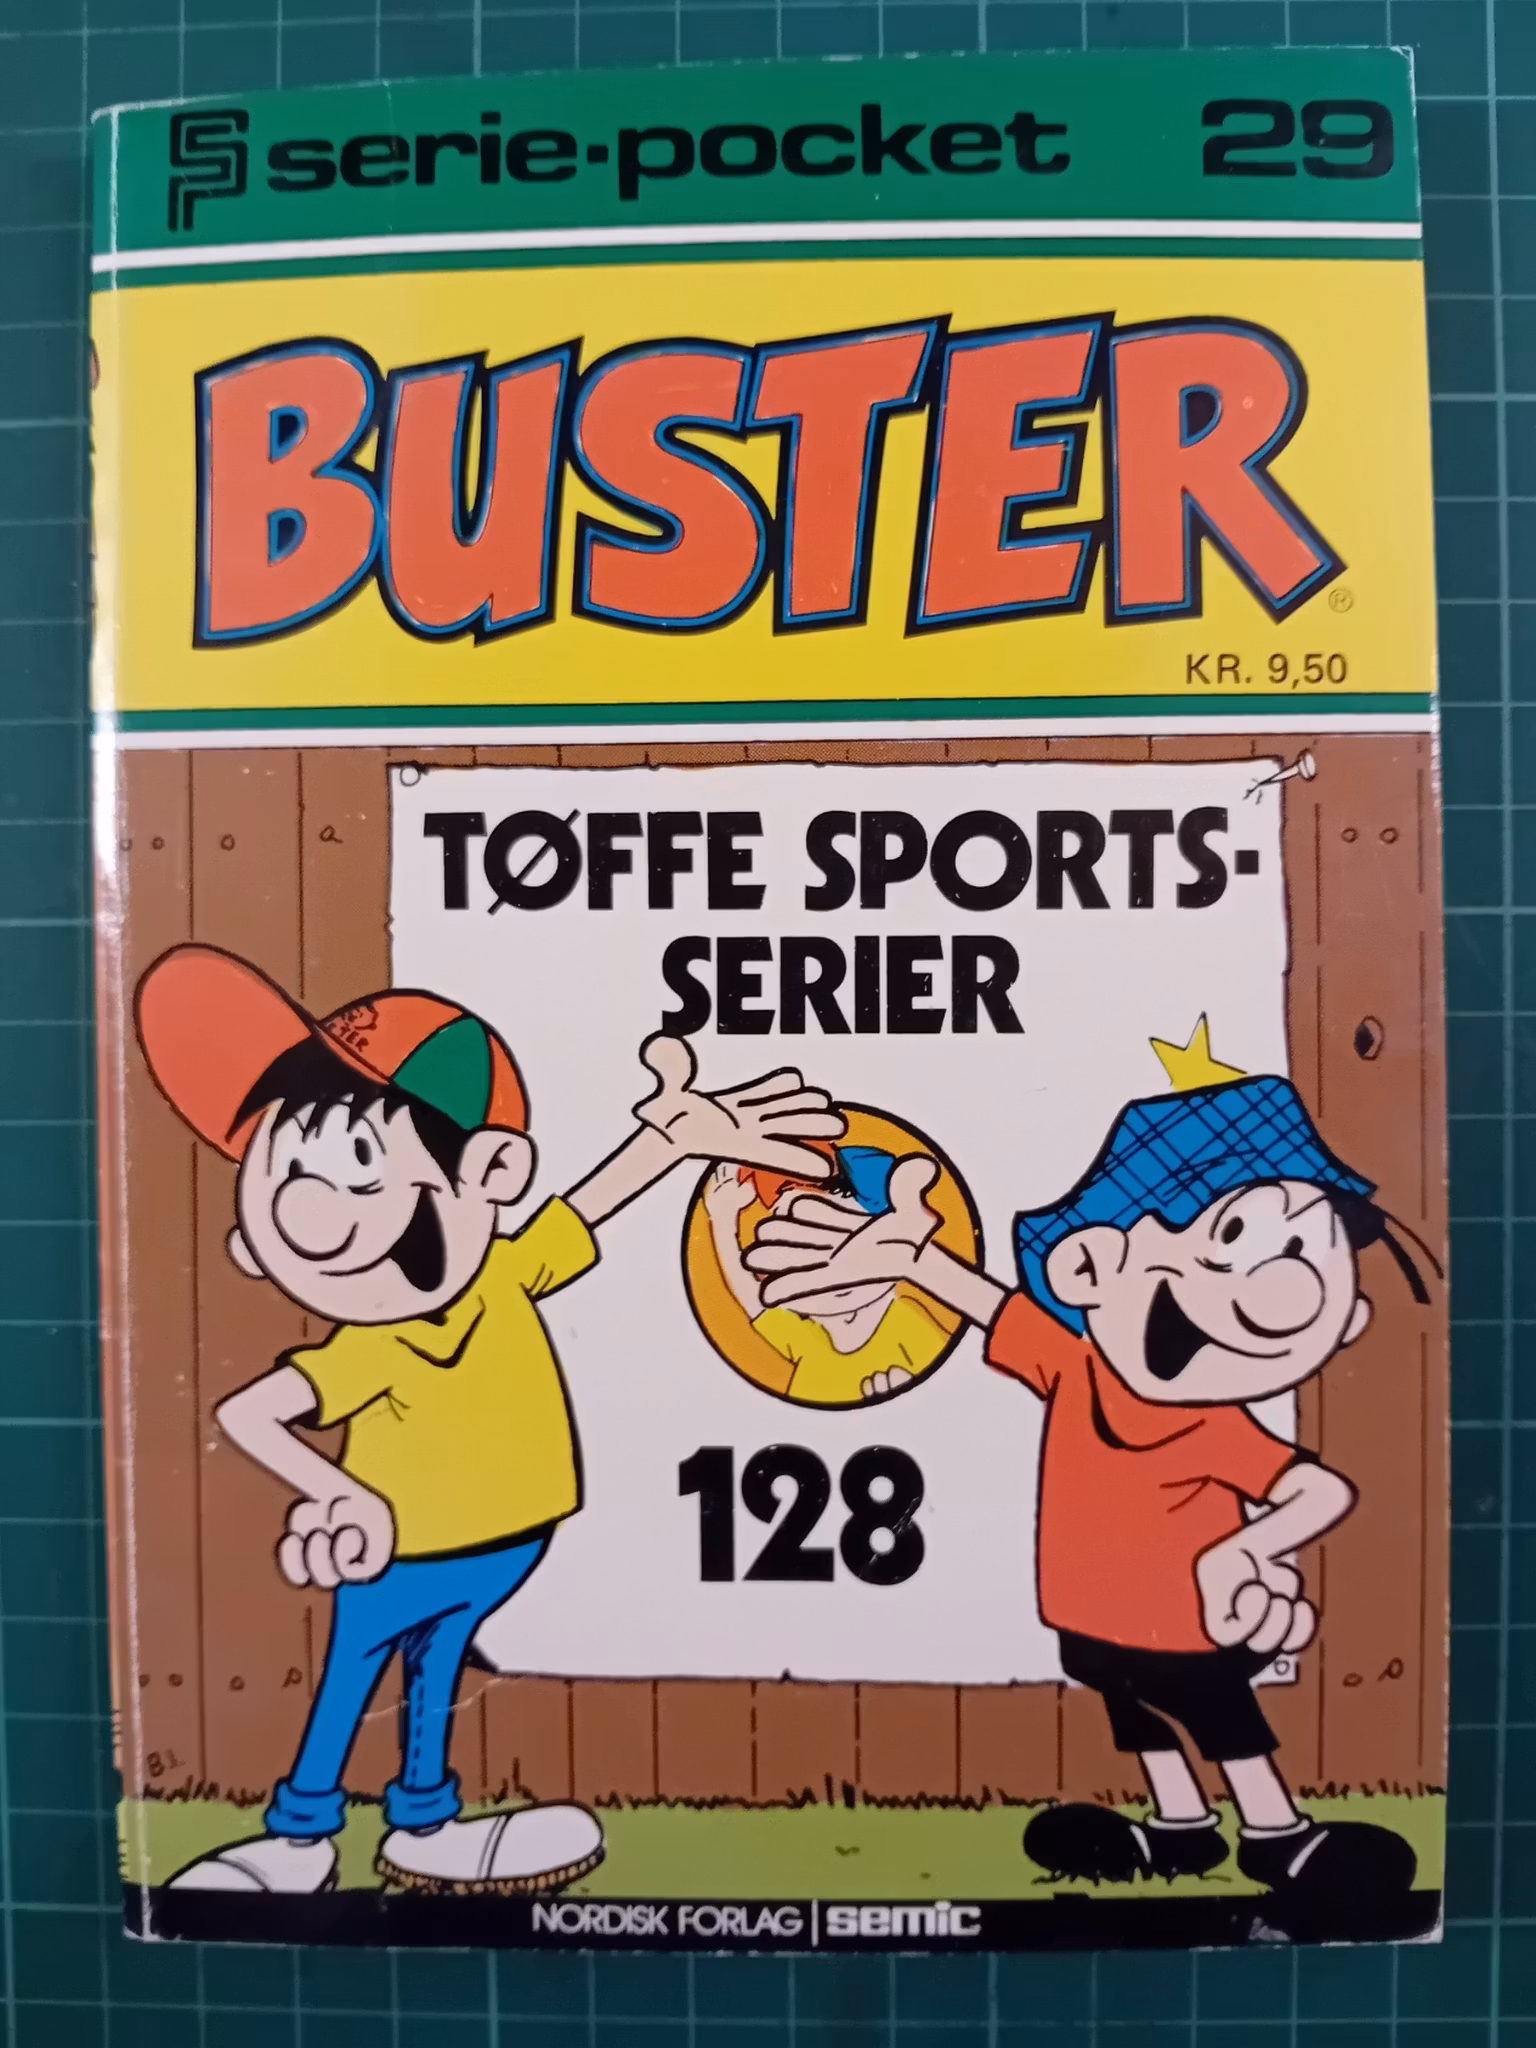 serie-pocket 29
BUSTER
®
KR. 9,50
TØFFE SPORTS-
SERIER
128
B.L.
NORDISK FORLAG | semic